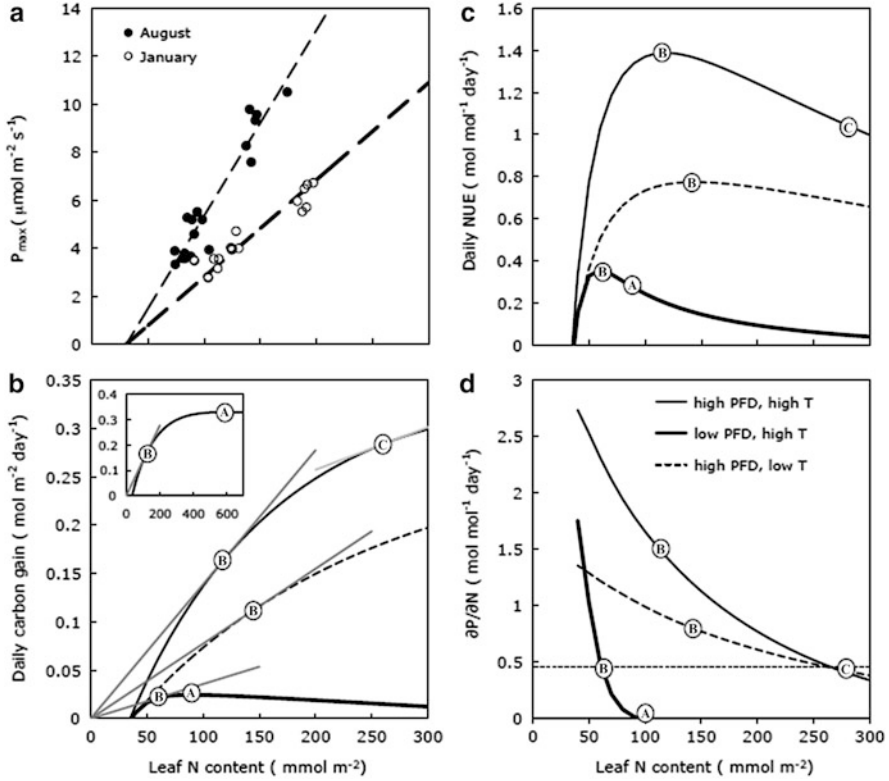 a
14
12
10
8
6
4
2
0
August
January
Pmax ( μmol m⁻² s⁻¹)
c
1.6
1.4
1.2
1
0.8
0.6
0.4
0.2
0
Daily NUE ( mol mol⁻¹ day⁻¹)
B
C
B
B
A
b
0.35
0.3
0.25
0.2
0.15
0.1
0.05
0
Daily carbon gain ( mol m⁻² day⁻¹)
0.4
0.3
0.2
0.1
0
0 200 400 600
A
B
C
B
B
B
A
0 50 100 150 200 250 300
Leaf N content ( mmol m⁻²)
d
3
2.5
2
1.5
1
0.5
0
∂P/∂N ( mol mol⁻¹ day⁻¹)
high PFD, high T
low PFD, high T
high PFD, low T
B
B
B
C
A
0 50 100 150 200 250 300
Leaf N content ( mmol m⁻²)